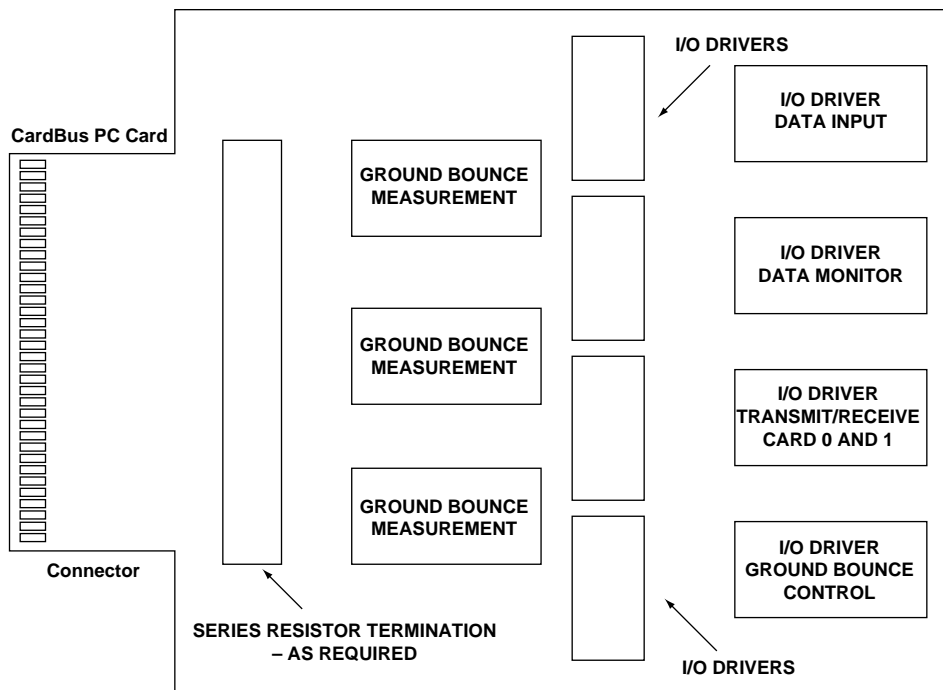 I/O DRIVERS
I/O DRIVER
DATA INPUT
CardBus PC Card
GROUND BOUNCE
MEASUREMENT
I/O DRIVER
DATA MONITOR
GROUND BOUNCE
MEASUREMENT
I/O DRIVER
TRANSMIT/RECEIVE
CARD 0 AND 1
GROUND BOUNCE
MEASUREMENT
I/O DRIVER
GROUND BOUNCE
CONTROL
Connector
SERIES RESISTOR TERMINATION
– AS REQUIRED
I/O DRIVERS